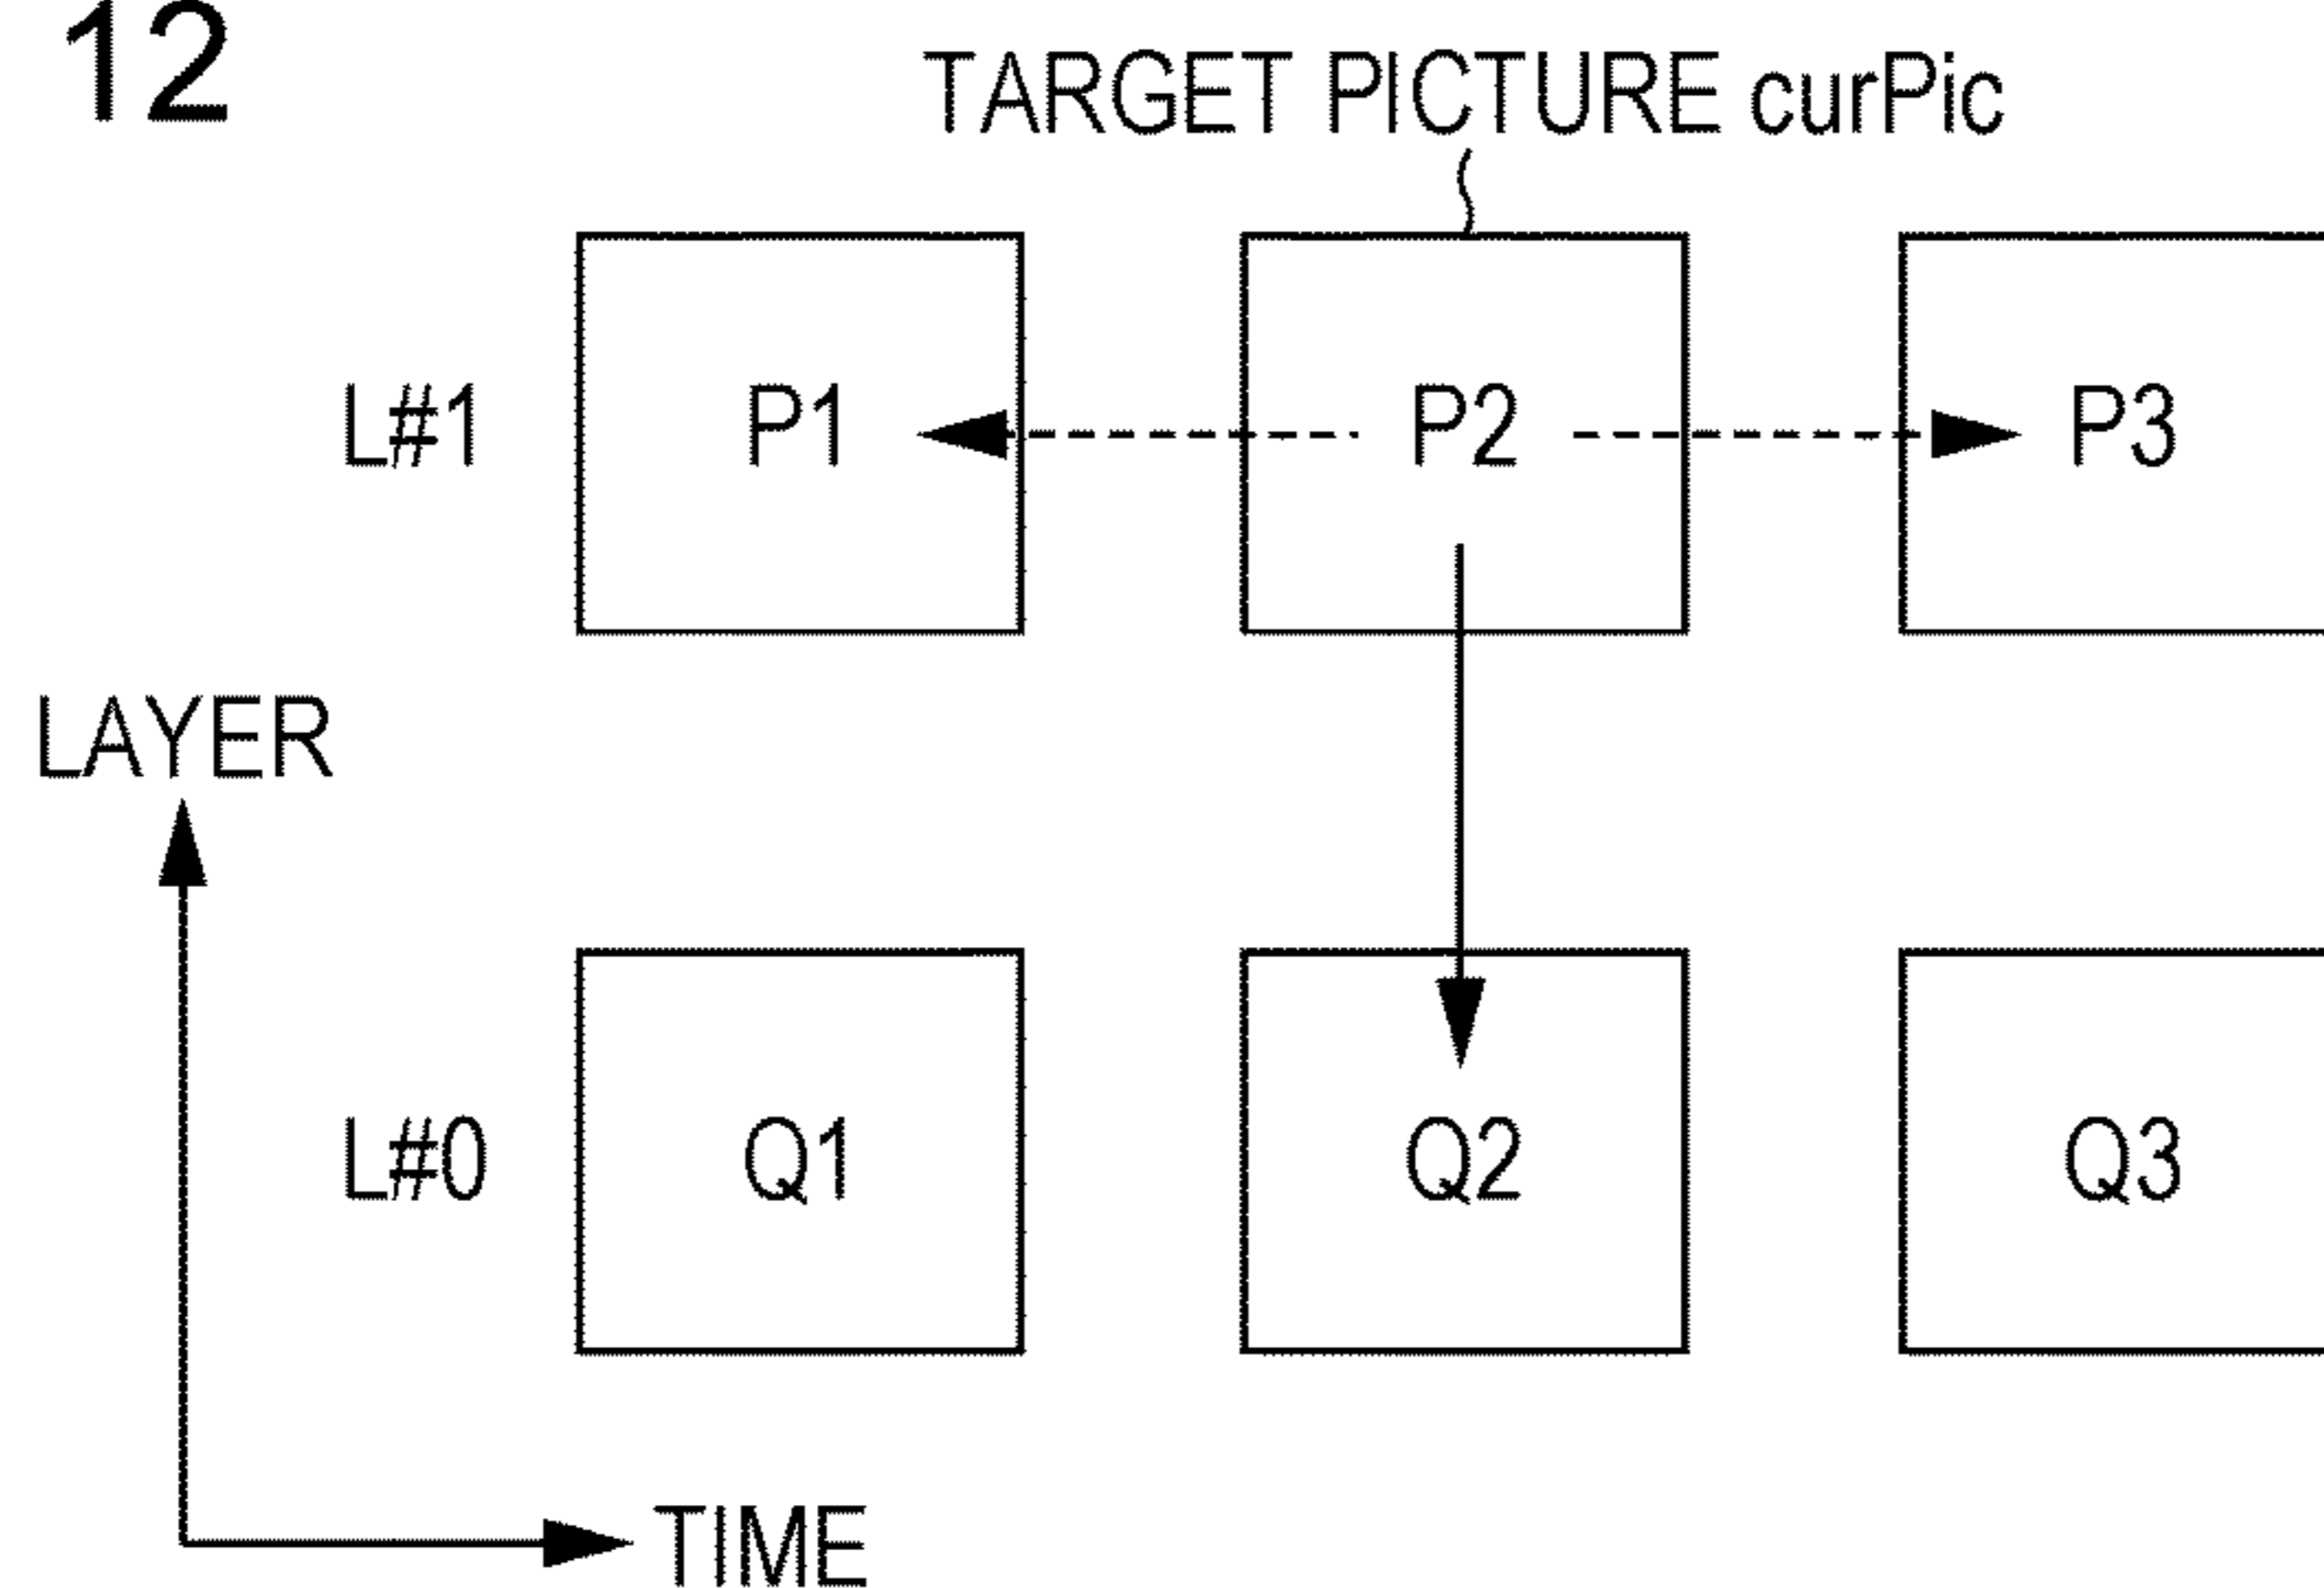 12
TARGET PICTURE curPic
L#1 P1 P2 P3
LAYER
L#0 Q1 Q2 Q3
TIME